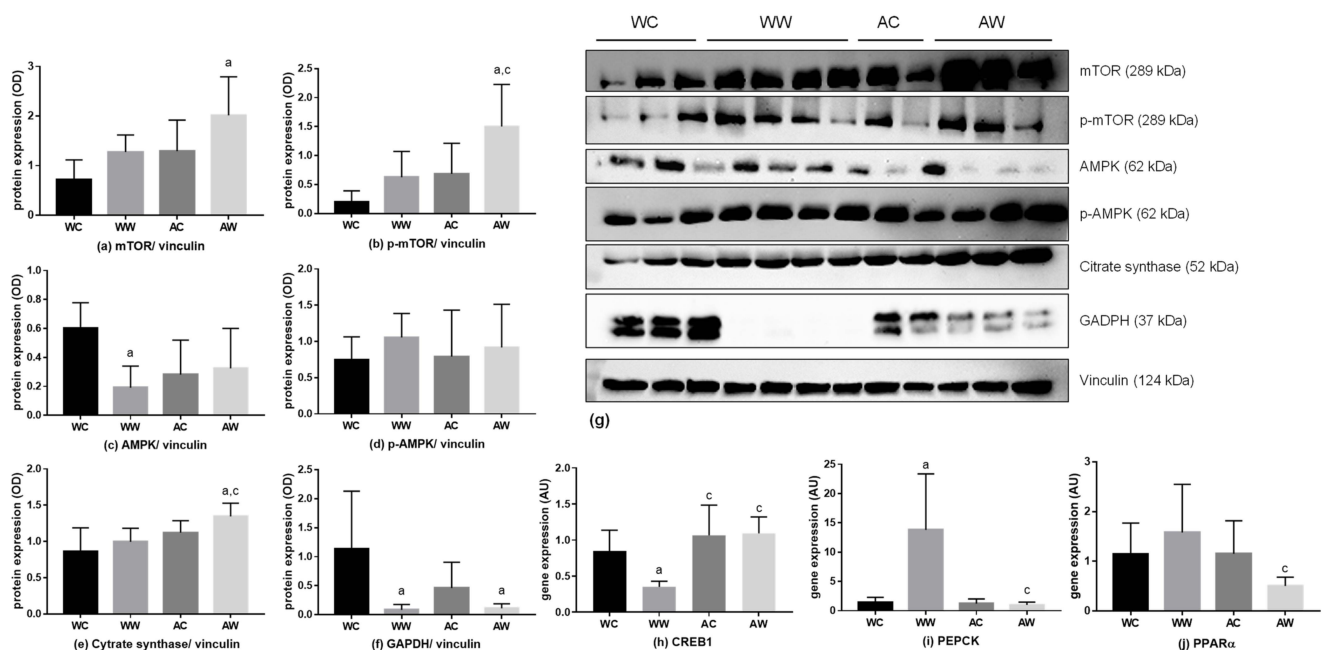 protein expression (OD)
3
2
1
0
a
WC
WW
AC
AW
(a) mTOR/ vinculin
protein expression (OD)
2.5
2.0
1.5
1.0
0.5
0.0
a,c
WC
WW
AC
AW
(b) p-mTOR/ vinculin
protein expression (OD)
1.0
0.8
0.6
0.4
0.2
0.0
a
WC
WW
AC
AW
(c) AMPK/ vinculin
protein expression (OD)
2.0
1.5
1.0
0.5
0.0
WC
WW
AC
AW
(d) p-AMPK/ vinculin
WC
WW
AC
AW
mTOR (289 kDa)
p-mTOR (289 kDa)
AMPK (62 kDa)
p-AMPK (62 kDa)
Citrate synthase (52 kDa)
GADPH (37 kDa)
Vinculin (124 kDa)
(g)
protein expression (OD)
2.0
1.5
1.0
0.5
0.0
a,c
WC
WW
AC
AW
(e) Cytrate synthase/ vinculin
protein expression (OD)
2.5
2.0
1.5
1.0
0.5
0.0
a
a
WC
WW
AC
AW
(f) GAPDH/ vinculin
gene expression (AU)
2.0
1.5
1.0
0.5
0.0
a
c
c
WC
WW
AC
AW
(h) CREB1
gene expression (AU)
25
20
15
10
5
0
a
c
WC
WW
AC
AW
(i) PEPCK
gene expression (AU)
3
2
1
0
c
WC
WW
AC
AW
(j) PPARα